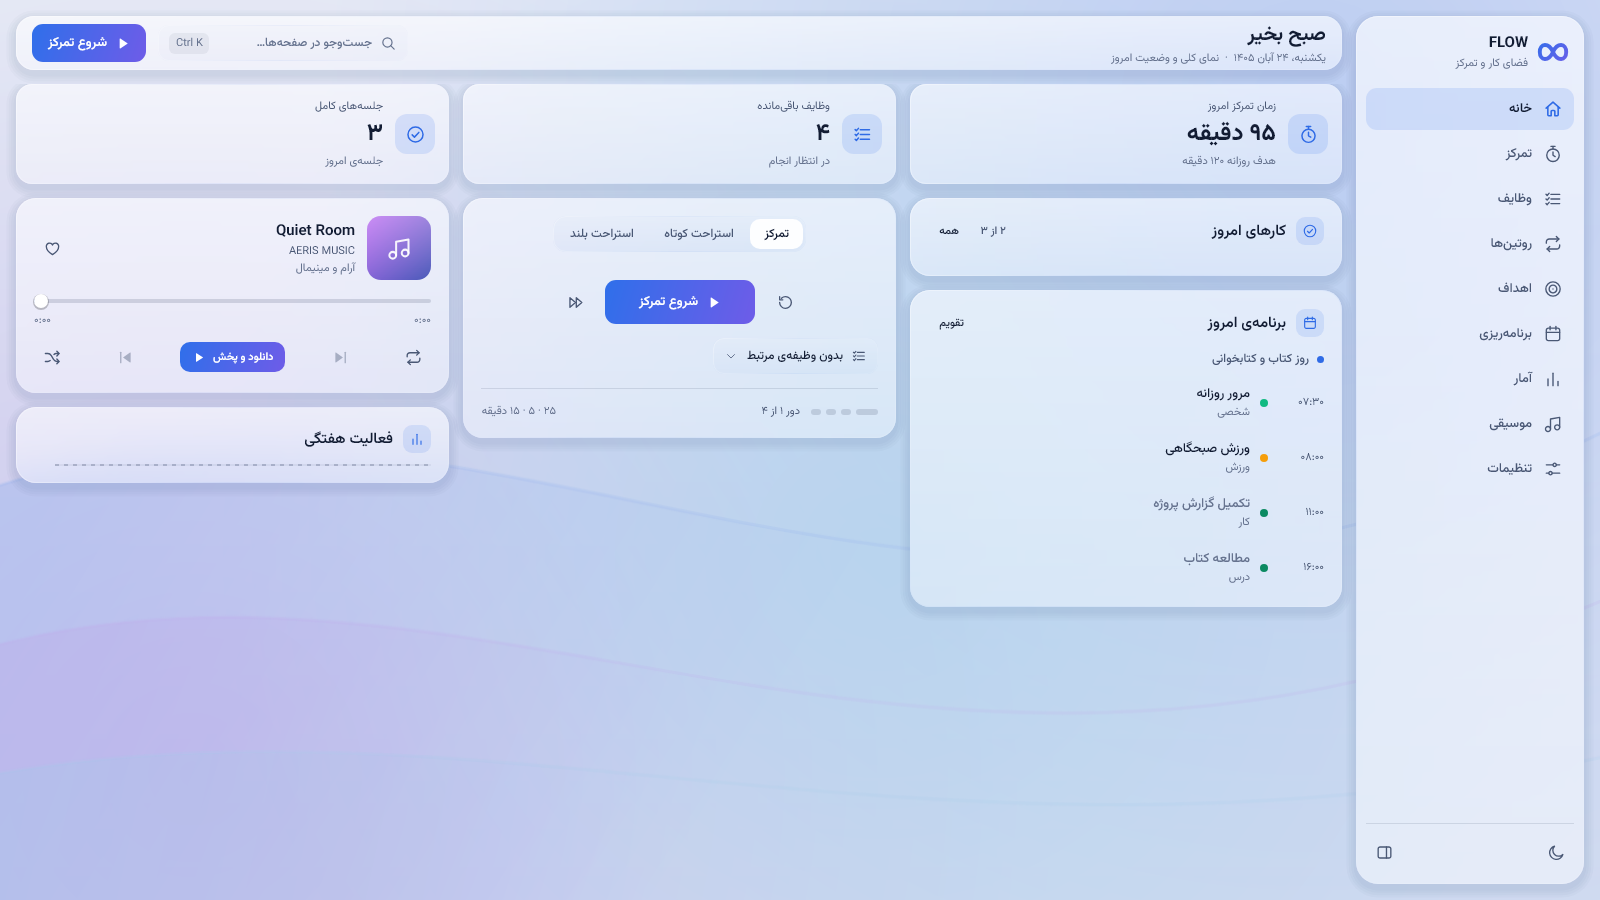 FLOW
فضای کار و تمرکز
خانه
تمرکز
وظایف
روتین‌ها
اهداف
برنامه‌ریزی
آمار
موسیقی
تنظیمات
صبح بخیر
یکشنبه، ۲۴ آبان ۱۴۰۵ · نمای کلی و وضعیت امروز
جست‌وجو در صفحه‌ها...
Ctrl K
شروع تمرکز
زمان تمرکز امروز
۹۵ دقیقه
هدف روزانه ۱۲۰ دقیقه
وظایف باقی‌مانده
۴
در انتظار انجام
جلسه‌های کامل
۳
جلسه‌ی امروز
کارهای امروز
۲ از ۳
همه
برنامه‌ی امروز
تقویم
روز کتاب و کتابخوانی
۰۷:۳۰
مرور روزانه
شخصی
۰۸:۰۰
ورزش صبحگاهی
ورزش
۱۱:۰۰
تکمیل گزارش پروژه
کار
۱۶:۰۰
مطالعه کتاب
درس
تمرکز
استراحت کوتاه
استراحت بلند
شروع تمرکز
بدون وظیفه‌ی مرتبط
دور ۱ از ۴
۲۵ · ۵ · ۱۵ دقیقه
Quiet Room
AERIS MUSIC
آرام و مینیمال
۰:۰۰
۰:۰۰
دانلود و پخش
فعالیت هفتگی